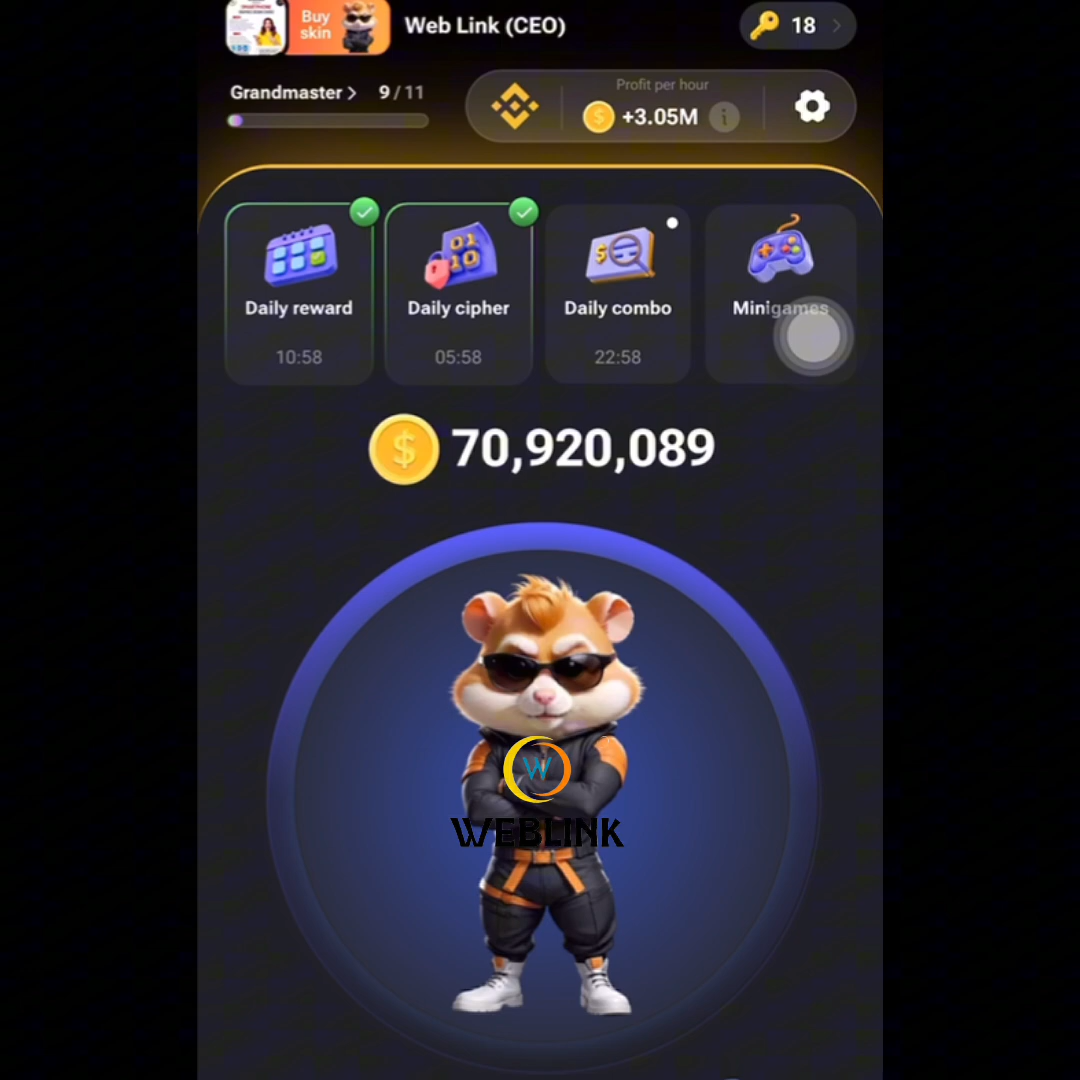 Buy
skin
Web Link (CEO)
18
Grandmaster >
9/11
Profit per hour
+3.05M
Daily reward
10:58
Daily cipher
05:58
Daily combo
22:58
Minigames
$ 70,920,089
W
WEBLINK